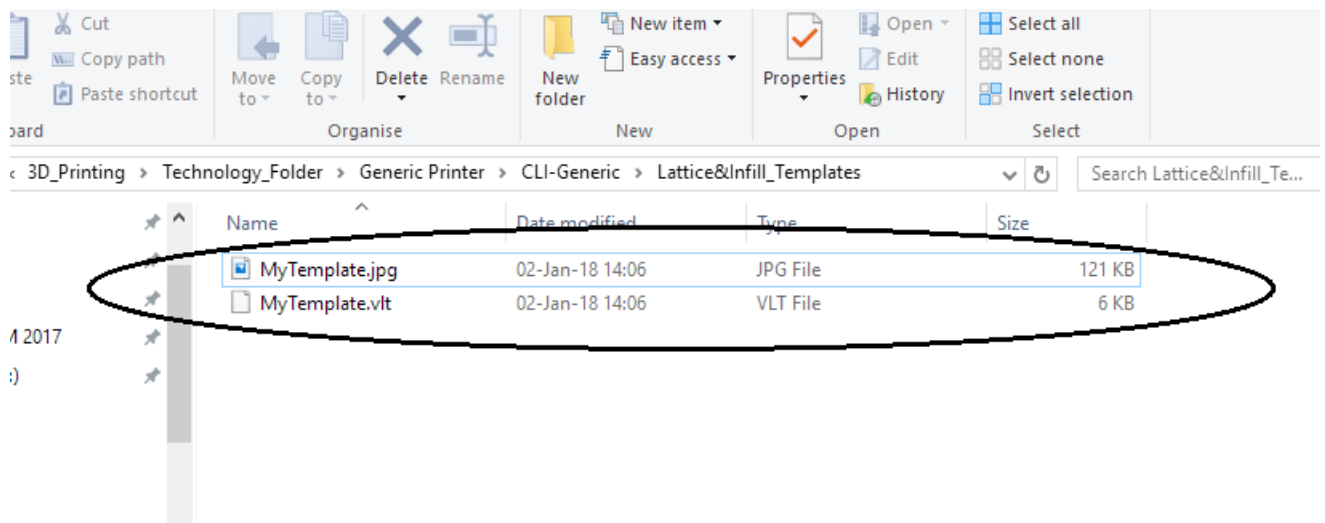 Cut
New item
Open
Select all
Copy path
Easy access
Edit
Select none
ste
Paste shortcut
Move to
Copy to
Delete
Rename
New folder
Properties
History
Invert selection
oard
Organise
New
Open
Select
‹ 3D_Printing › Technology_Folder › Generic Printer › CLI-Generic › Lattice&Infill_Templates
Search Lattice&Infill_Te...
Name Date modified Type Size
MyTemplate.jpg 02-Jan-18 14:06 JPG File 121 KB
MyTemplate.vlt 02-Jan-18 14:06 VLT File 6 KB
M 2017
:)